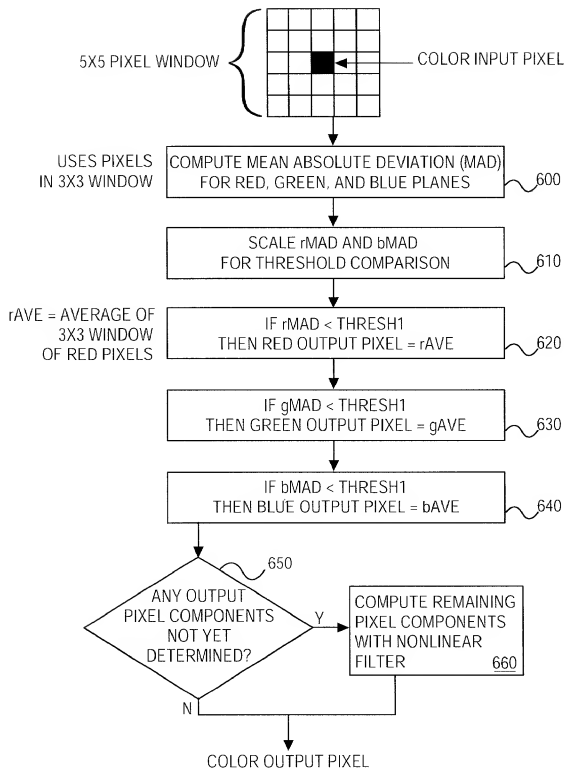 5X5 PIXEL WINDOW
COLOR INPUT PIXEL
USES PIXELS
IN 3X3 WINDOW
COMPUTE MEAN ABSOLUTE DEVIATION (MAD)
FOR RED, GREEN, AND BLUE PLANES
600
SCALE rMAD AND bMAD
FOR THRESHOLD COMPARISON
610
rAVE = AVERAGE OF
3X3 WINDOW
OF RED PIXELS
IF rMAD < THRESH1
THEN RED OUTPUT PIXEL = rAVE
620
IF gMAD < THRESH1
THEN GREEN OUTPUT PIXEL = gAVE
630
IF bMAD < THRESH1
THEN BLUE OUTPUT PIXEL = bAVE
640
650
ANY OUTPUT
PIXEL COMPONENTS
NOT YET
DETERMINED?
Y
COMPUTE REMAINING
PIXEL COMPONENTS
WITH NONLINEAR
FILTER
660
N
COLOR OUTPUT PIXEL